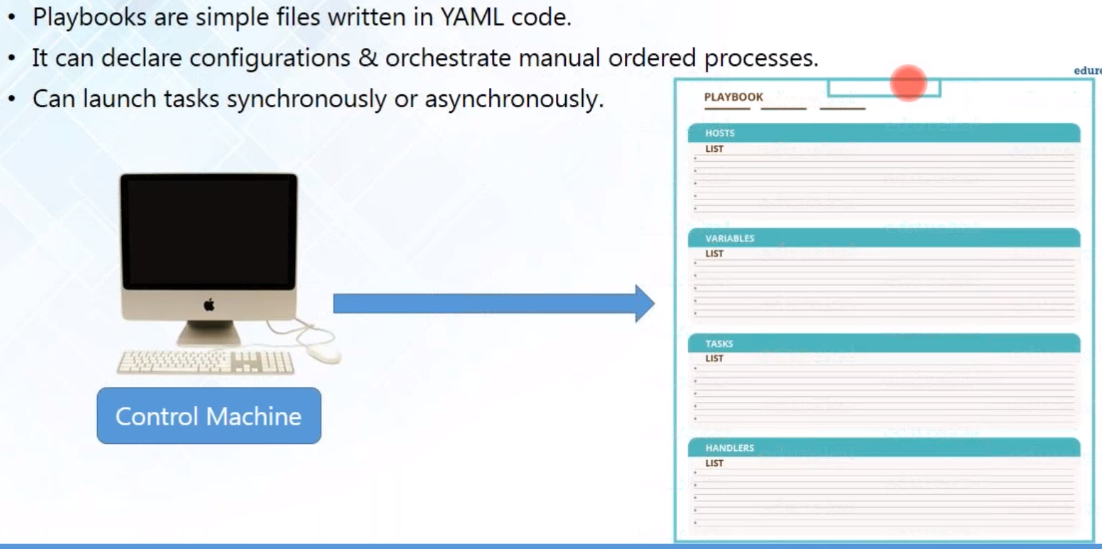 • Playbooks are simple files written in YAML code.
• It can declare configurations & orchestrate manual ordered processes.
• Can launch tasks synchronously or asynchronously.
PLAYBOOK
HOSTS
LIST
VARIABLES
LIST
TASKS
LIST
HANDLERS
LIST
Control Machine